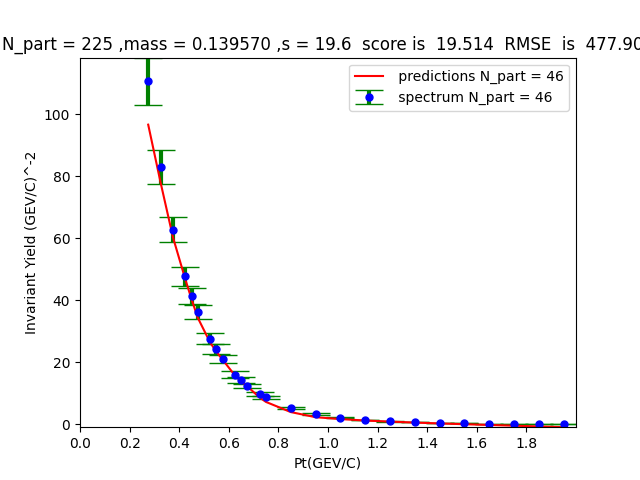 N_part = 225 ,mass = 0.139570 ,s = 19.6 score is 19.514 RMSE is 477.90
predictions N_part = 46
spectrum N_part = 46
Invariant Yield (GEV/C)^-2
100
80
60
40
20
0
0.0 0.2 0.4 0.6 0.8 1.0 1.2 1.4 1.6 1.8
Pt(GEV/C)